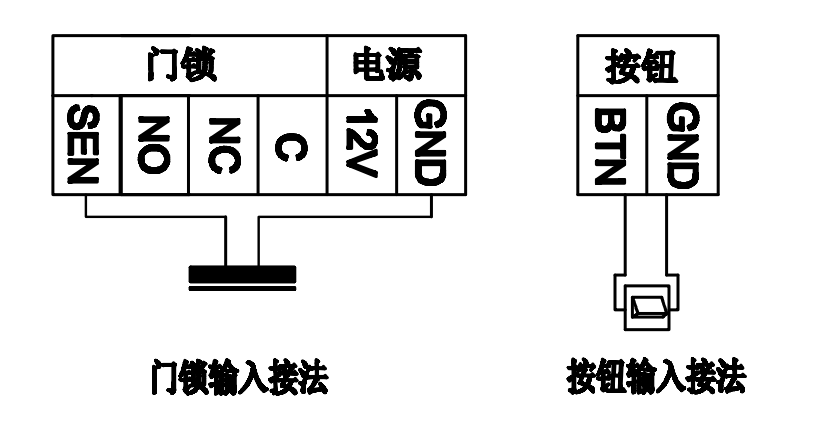 门锁 电源
SEN NO NC C 12V GND
门锁输入接法
按钮
BTN GND
按钮输入接法